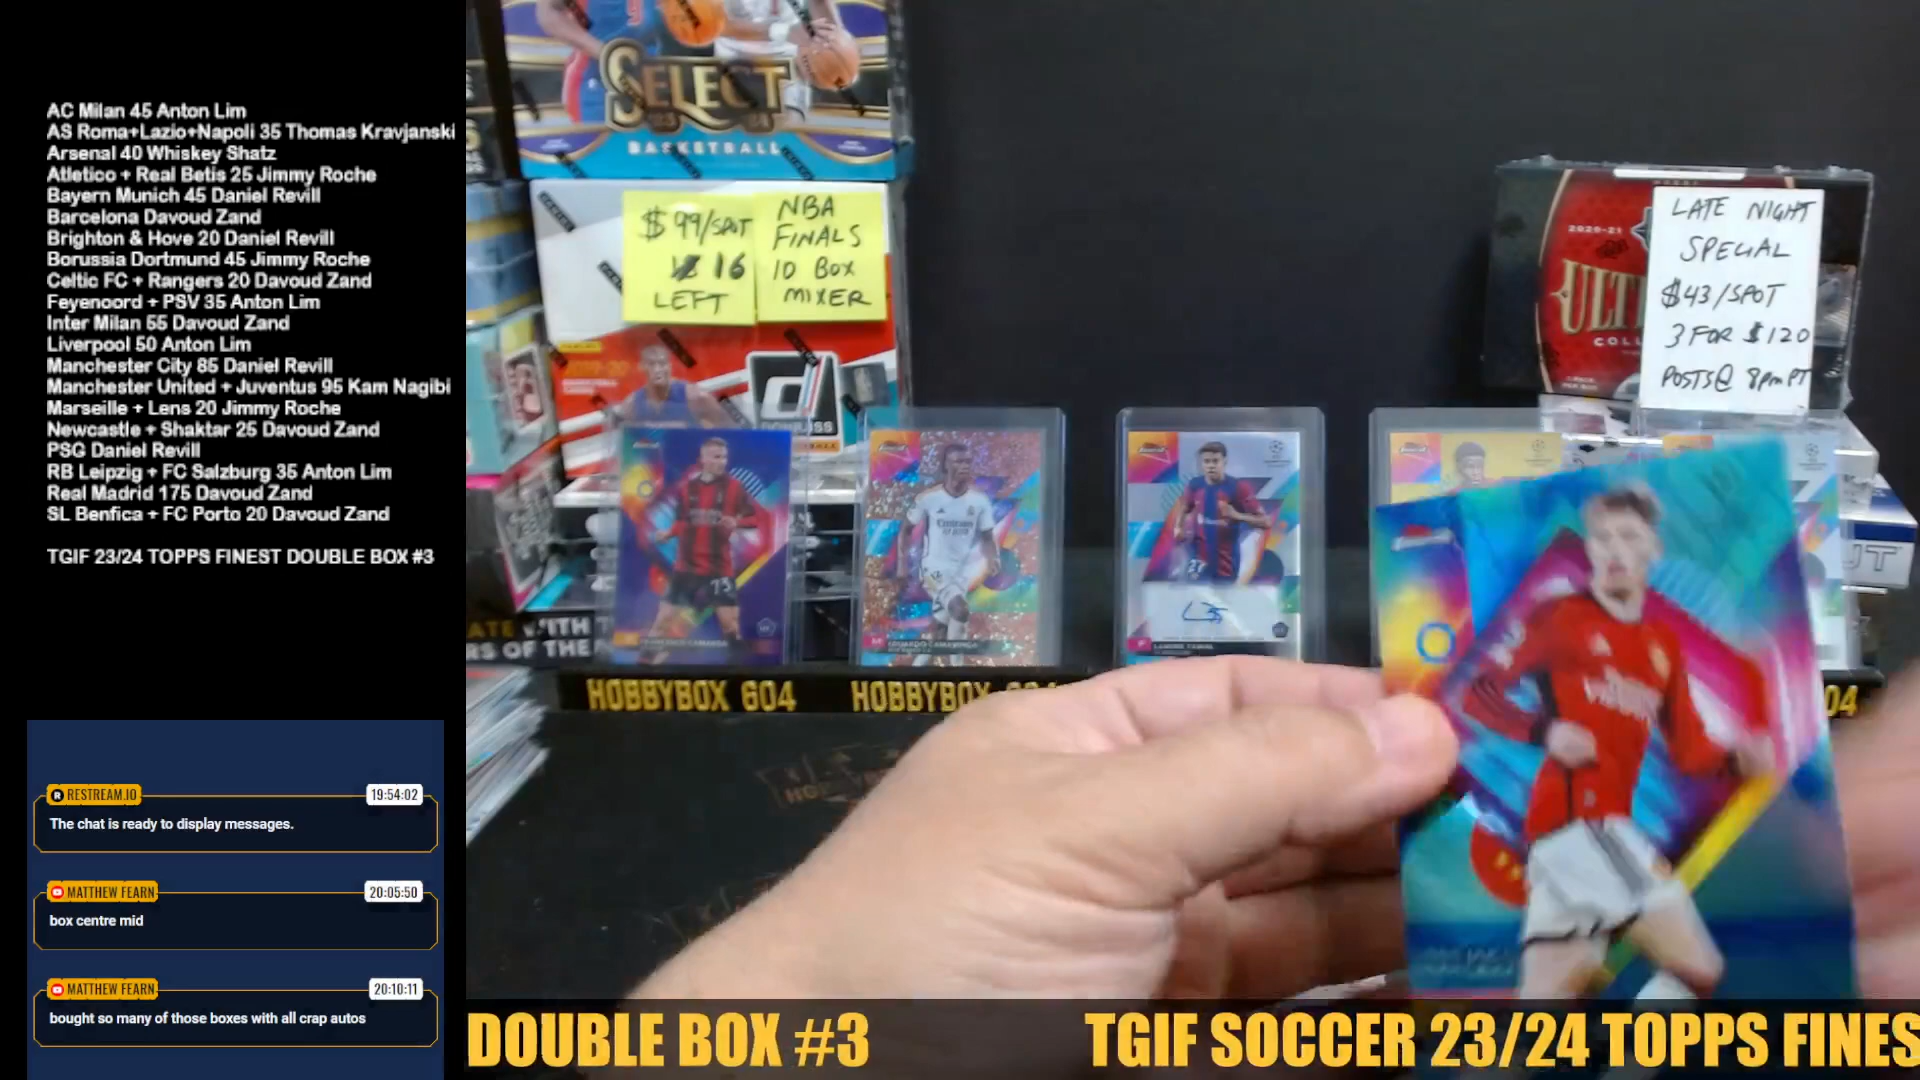 AC Milan 45 Anton Lim
AS Roma+Lazio+Napoli 35 Thomas Kravjanski
Arsenal 40 Whiskey Shatz
Atletico + Real Betis 25 Jimmy Roche
Bayern Munich 45 Daniel Revill
Barcelona Davoud Zand
Brighton & Hove 20 Daniel Revill
Borussia Dortmund 45 Jimmy Roche
Celtic FC + Rangers 20 Davoud Zand
Feyenoord + PSV 35 Anton Lim
Inter Milan 55 Davoud Zand
Liverpool 50 Anton Lim
Manchester City 85 Daniel Revill
Manchester United + Juventus 95 Kam Nagibi
Marseille + Lens 20 Jimmy Roche
Newcastle + Shaktar 25 Davoud Zand
PSG Daniel Revill
RB Leipzig + FC Salzburg 35 Anton Lim
Real Madrid 175 Davoud Zand
SL Benfica + FC Porto 20 Davoud Zand
TGIF 23/24 TOPPS FINEST DOUBLE BOX #3
RESTREAM.IO 19:54:02
The chat is ready to display messages.
MATTHEW FEARN 20:05:50
box centre mid
MATTHEW FEARN 20:10:11
bought so many of those boxes with all crap autos
SELECT
BASKETBALL
$99/SPOT
16
LEFT
NBA
FINALS
10 BOX
MIXER
2020-21
ULTI
COLL
LATE NIGHT
SPECIAL
$43/SPOT
3 FOR $120
POSTS@ 8pm PT
73
27
HOBBYBOX 604
HOBBYBOX
04
DOUBLE BOX #3
TGIF SOCCER 23/24 TOPPS FINES